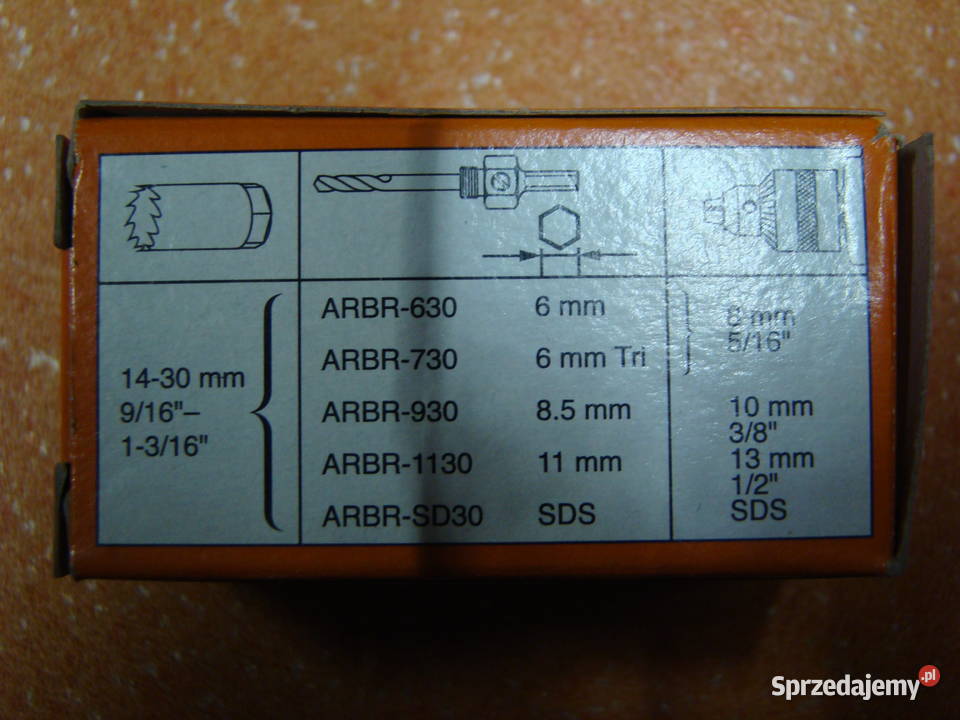 14-30 mm
9/16"–
1-3/16"
ARBR-630 6 mm
ARBR-730 6 mm Tri
ARBR-930 8.5 mm
ARBR-1130 11 mm
ARBR-SD30 SDS
8 mm
5/16"
10 mm
3/8"
13 mm
1/2"
SDS
Sprzedajemy.pl